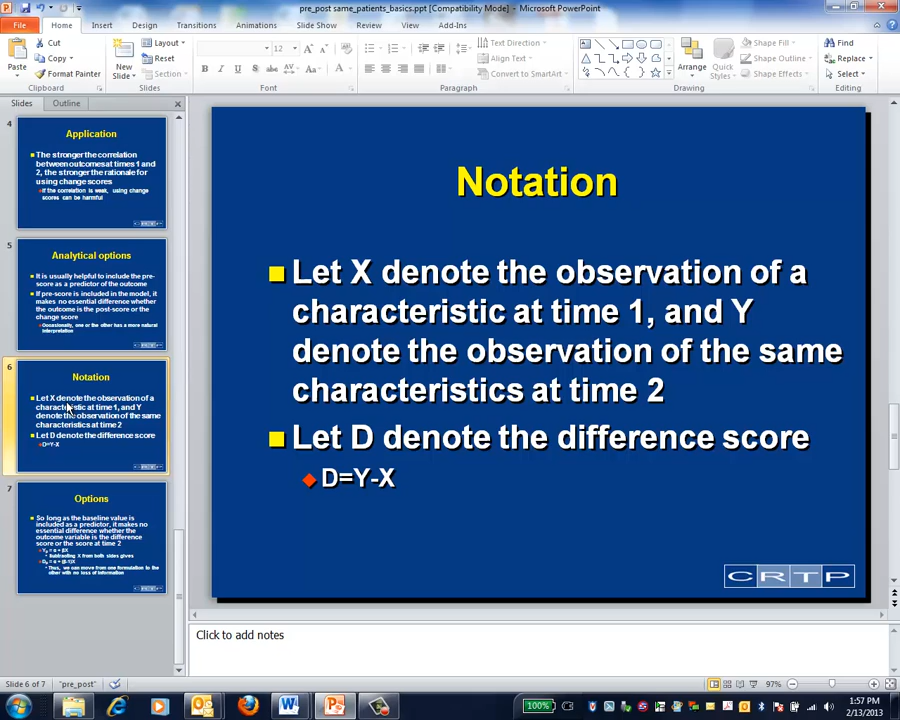 pre_post same_patients_basics.ppt [Compatibility Mode] - Microsoft PowerPoint
File Home Insert Design Transitions Animations Slide Show Review View Add-Ins
Paste
Cut
Copy
Format Painter
Clipboard
New Slide
Layout
Reset
Section
Slides
12
B I U S abc AV Aa A
Font
Text Direction
Align Text
Convert to SmartArt
Paragraph
Arrange
Quick Styles
Shape Fill
Shape Outline
Shape Effects
Drawing
Find
Replace
Select
Editing
Slides Outline
4
Application
The stronger the correlation
between outcomes at times 1 and
2, the stronger the rationale for
using change scores
If the correlation is weak, using change
scores can be harmful
5
Analytical options
It is usually helpful to include the pre-
score as a predictor of the outcome
If pre-score is included in the model, it
makes no essential difference whether
the outcome is the post-score or the
change score
Occasionally, one or the other has a more natural
interpretation
6
Notation
Let X denote the observation of a
characteristic at time 1, and Y
denote the observation of the same
characteristics at time 2
Let D denote the difference score
D=Y-X
7
Options
So long as the baseline value is
included as a predictor, it makes no
essential difference whether the
outcome variable is the difference
score or the score at time 2
Subtracting X from both sides gives
Thus, we can move from one formulation to the
other with no loss of information
Notation
Let X denote the observation of a
characteristic at time 1, and Y
denote the observation of the same
characteristics at time 2
Let D denote the difference score
D=Y-X
CRTP
Click to add notes
Slide 6 of 7 "pre_post" 97%
100% 1:57 PM
2/13/2013